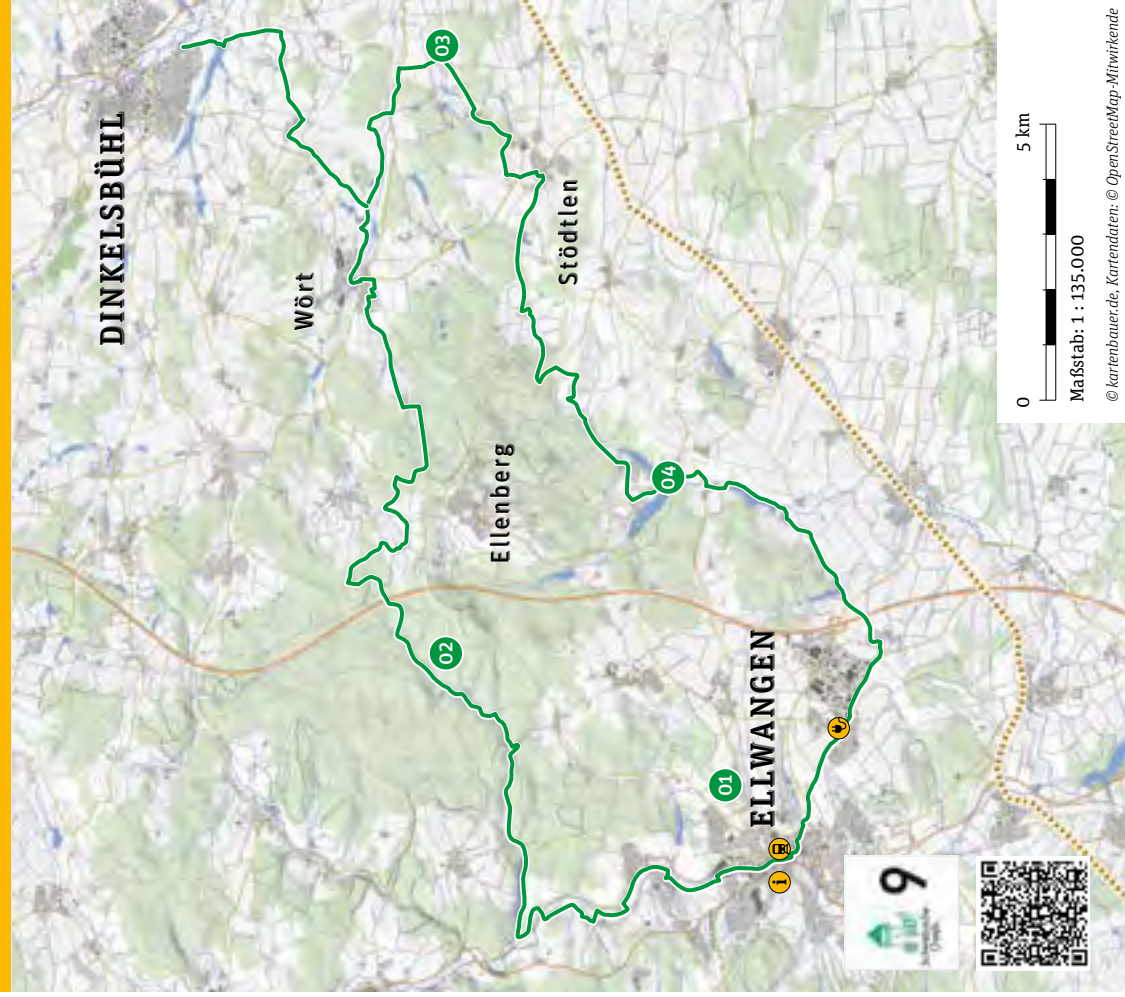 DINKELSBÜHL
Wört
03
Stödtlen
Ellenberg
02
04
ELLWANGEN
01
i
9
0
5 km
Maßstab: 1 : 135.000
© kartenbauer.de, Kartendaten: © OpenStreetMap-Mitwirkende